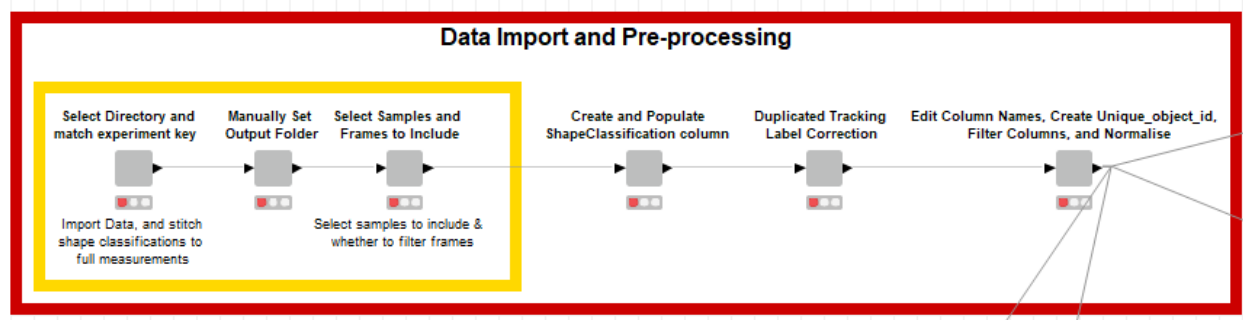 Data Import and Pre-processing
Select Directory and
match experiment key
Manually Set
Output Folder
Select Samples and
Frames to Include
Create and Populate
ShapeClassification column
Duplicated Tracking
Label Correction
Edit Column Names, Create Unique_object_id,
Filter Columns, and Normalise
Import Data, and stitch
shape classifications to
full measurements
Select samples to include &
whether to filter frames